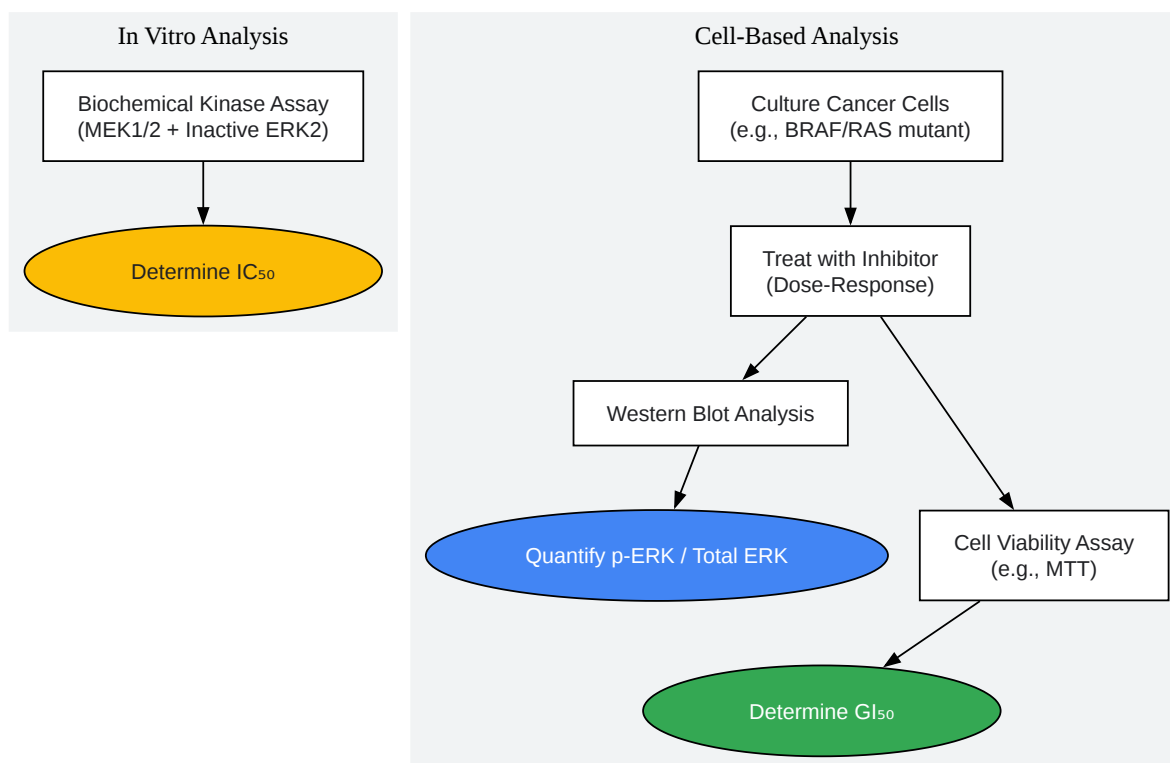 In Vitro Analysis
Biochemical Kinase Assay
(MEK1/2 + Inactive ERK2)
Determine IC₅₀
Cell-Based Analysis
Culture Cancer Cells
(e.g., BRAF/RAS mutant)
Treat with Inhibitor
(Dose-Response)
Western Blot Analysis
Quantify p-ERK / Total ERK
Cell Viability Assay
(e.g., MTT)
Determine GI₅₀